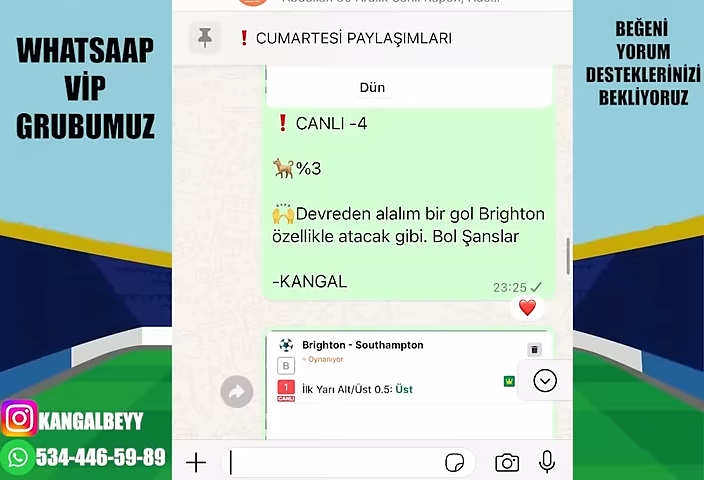 WHATSAAP
VİP
GRUBUMUZ
KANGALBEYY
534-446-59-89
❗ CUMARTESİ PAYLAŞIMLARI
Dün
❗ CANLI -4
🐕%3
🙌Devreden alalım bir gol Brighton
özellikle atacak gibi. Bol Şanslar
-KANGAL
23:25
Brighton - Southampton
Oynanıyor
B
1
CANLI
İlk Yarı Alt/Üst 0.5: Üst
BEĞENİ
YORUM
DESTEKLERİNİZİ
BEKLİYORUZ